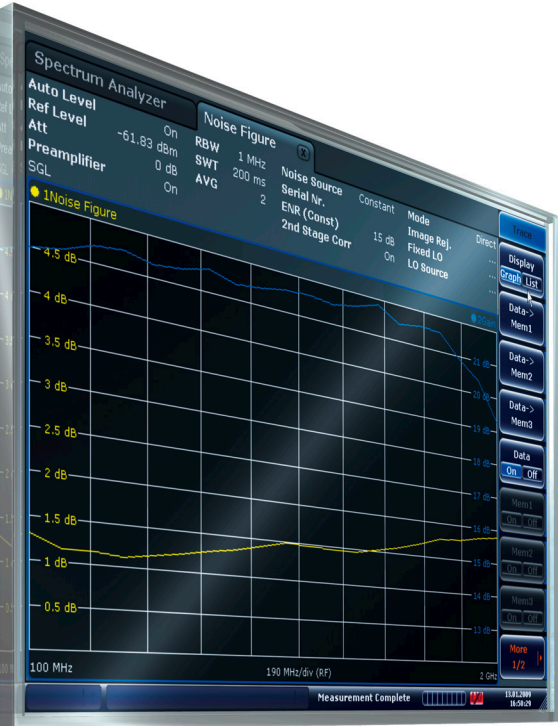 Spectrum Analyzer
Noise Figure
x
Auto Level On
Ref Level -61.83 dBm
Att 0 dB
Preamplifier On
SGL
RBW 1 MHz
SWT 200 ms
AVG 2
Noise Source Constant
Serial Nr.
ENR (Const) 15 dB
2nd Stage Corr On
Mode Direct
Image Rej. ...
Fixed LO ...
LO Source ...
1Noise Figure
2Gain
4.5 dB
4 dB
3.5 dB
3 dB
2.5 dB
2 dB
1.5 dB
1 dB
0.5 dB
21 dB
20 dB
19 dB
18 dB
17 dB
16 dB
15 dB
14 dB
13 dB
100 MHz
190 MHz/div (RF)
2 GHz
Trace
Display
Graph List
Data->
Mem1
Data->
Mem2
Data->
Mem3
Data
On Off
Mem1
On Off
Mem2
On Off
Mem3
On Off
More
1/2
Measurement Complete
13.01.2009
16:50:29